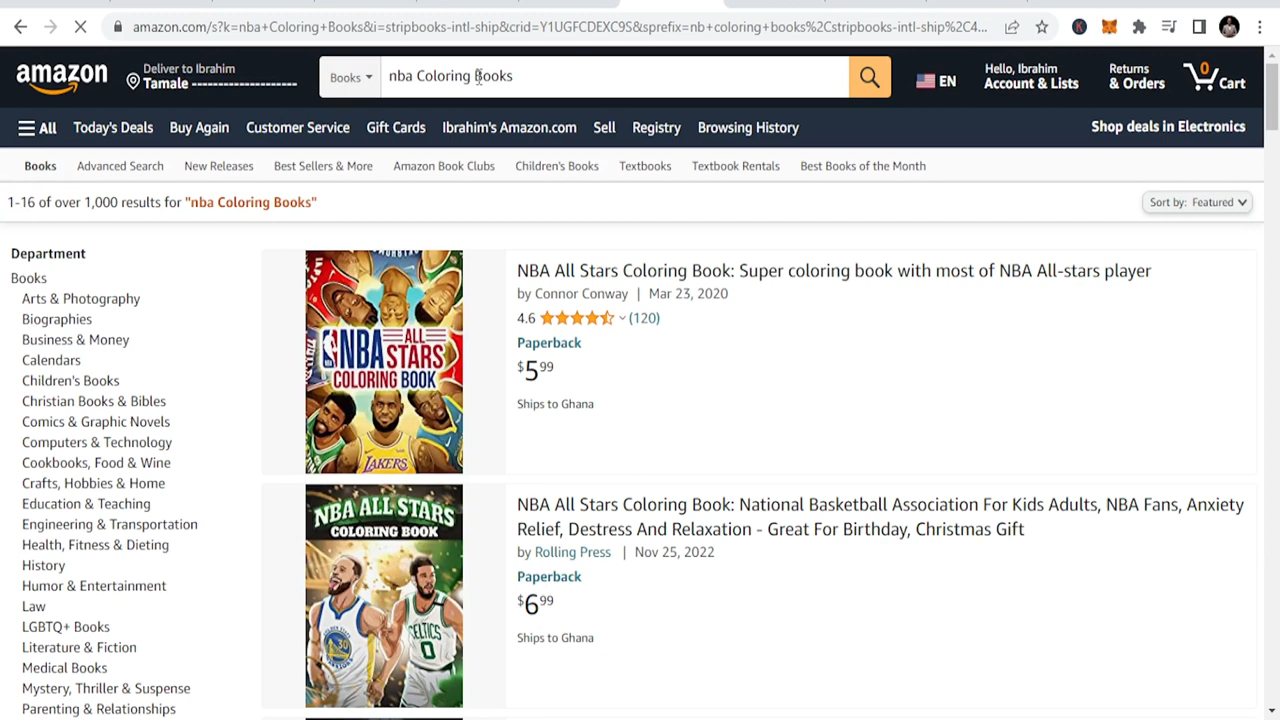 amazon.com/s?k=nba+Coloring+Books&i=stripbooks-intl-ship&crid=Y1UGFCDEXC9S&sprefix=nb+coloring+books%2Cstripbooks-intl-ship%2C4...
amazon
Deliver to Ibrahim
Tamale
Books
nba Coloring Books
EN
Hello, Ibrahim
Account & Lists
Returns
& Orders
0
Cart
All
Today's Deals
Buy Again
Customer Service
Gift Cards
Ibrahim's Amazon.com
Sell
Registry
Browsing History
Shop deals in Electronics
Books
Advanced Search
New Releases
Best Sellers & More
Amazon Book Clubs
Children's Books
Textbooks
Textbook Rentals
Best Books of the Month
1-16 of over 1,000 results for "nba Coloring Books"
Sort by: Featured
Department
Books
Arts & Photography
Biographies
Business & Money
Calendars
Children's Books
Christian Books & Bibles
Comics & Graphic Novels
Computers & Technology
Cookbooks, Food & Wine
Crafts, Hobbies & Home
Education & Teaching
Engineering & Transportation
Health, Fitness & Dieting
History
Humor & Entertainment
Law
LGBTQ+ Books
Literature & Fiction
Medical Books
Mystery, Thriller & Suspense
Parenting & Relationships
NBA ALL
STARS
COLORING BOOK
LAKERS
NBA All Stars Coloring Book: Super coloring book with most of NBA All-stars player
by Connor Conway | Mar 23, 2020
4.6 (120)
Paperback
$5 99
Ships to Ghana
NBA ALL STARS
COLORING BOOK
30
CELTICS
0
NBA All Stars Coloring Book: National Basketball Association For Kids Adults, NBA Fans, Anxiety
Relief, Destress And Relaxation - Great For Birthday, Christmas Gift
by Rolling Press | Nov 25, 2022
Paperback
$6 99
Ships to Ghana